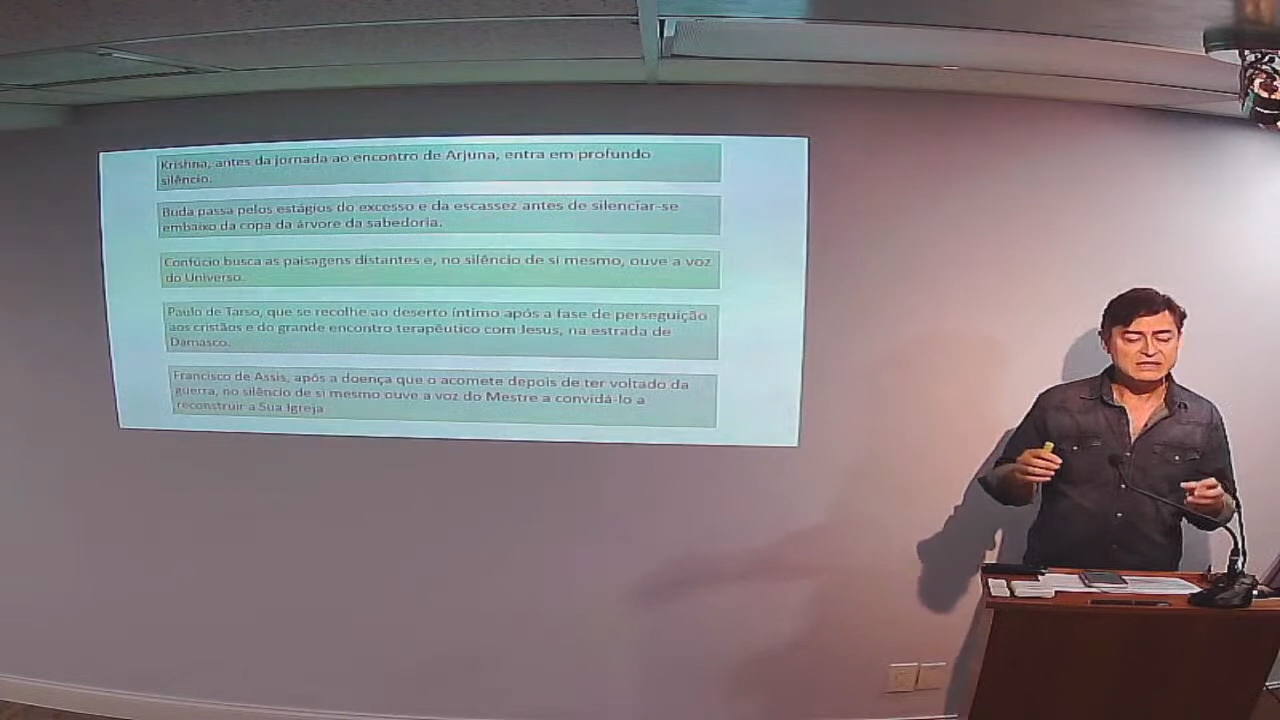 Krishna, antes da jornada ao encontro de Arjuna, entra em profundo
silêncio.
Buda passa pelos estágios do excesso e da escassez antes de silenciar-se
embaixo da copa da árvore da sabedoria.
Confúcio busca as paisagens distantes e, no silêncio de si mesmo, ouve a voz
do Universo.
Paulo de Tarso, que se recolhe ao deserto íntimo após a fase de perseguição
aos cristãos e do grande encontro terapêutico com Jesus, na estrada de
Damasco.
Francisco de Assis, após a doença que o acomete depois de ter voltado da
guerra, no silêncio de si mesmo ouve a voz do Mestre a convidá-lo a
reconstruir a Sua Igreja